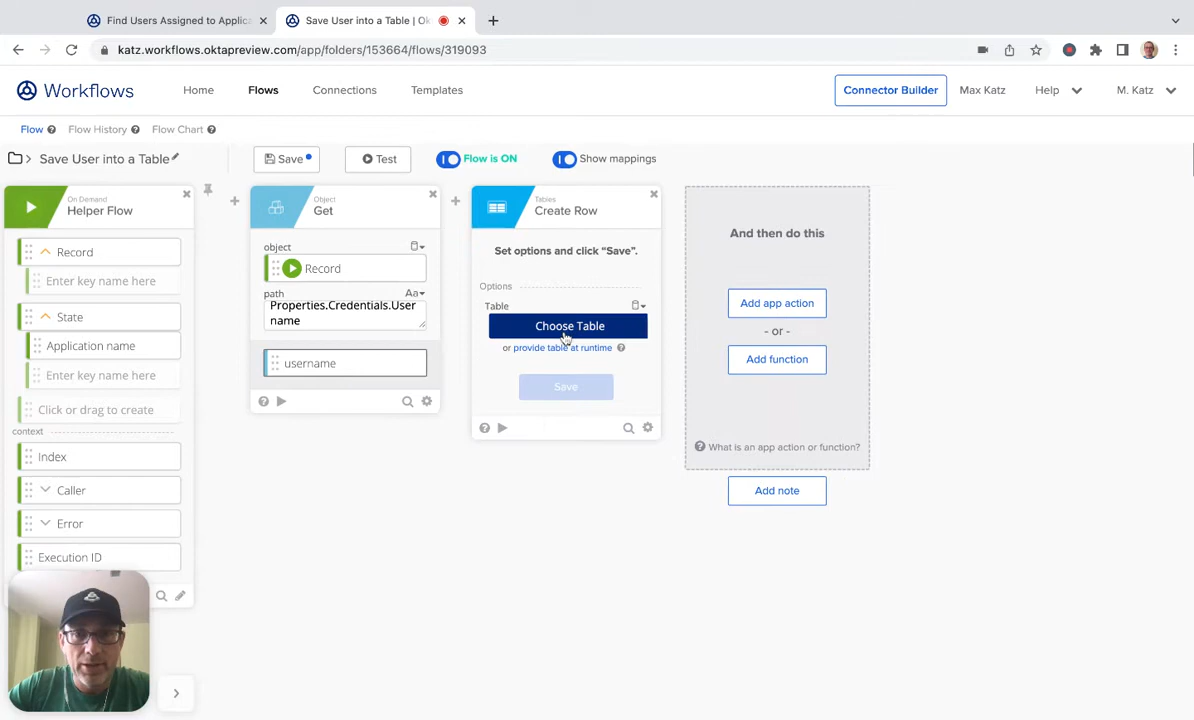 Find Users Assigned to Applica
Save User into a Table | Ok
katz.workflows.oktapreview.com/app/folders/153664/flows/319093
Workflows
Home
Flows
Connections
Templates
Connector Builder
Max Katz
Help
M. Katz
Flow
Flow History
Flow Chart
Save User into a Table
Save
Test
Flow is ON
Show mappings
On Demand
Helper Flow
Record
Enter key name here
State
Application name
Enter key name here
Click or drag to create
context
Index
Caller
Error
Execution ID
Object
Get
object
Record
path
Aa
Properties.Credentials.User
name
username
Tables
Create Row
Set options and click “Save”.
Options
Table
Choose Table
or provide table at runtime
Save
And then do this
Add app action
- or -
Add function
What is an app action or function?
Add note